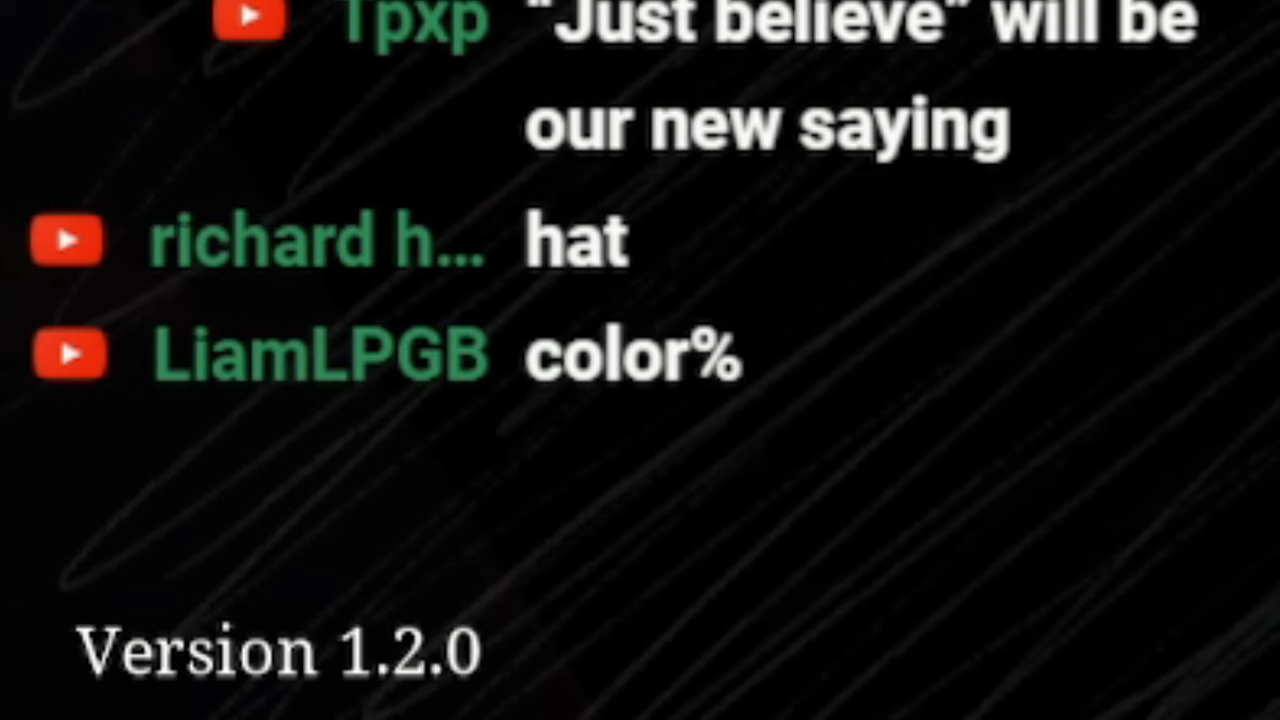 Tpxp "Just believe" will be
our new saying
richard h... hat
LiamLPGB color%
Version 1.2.0